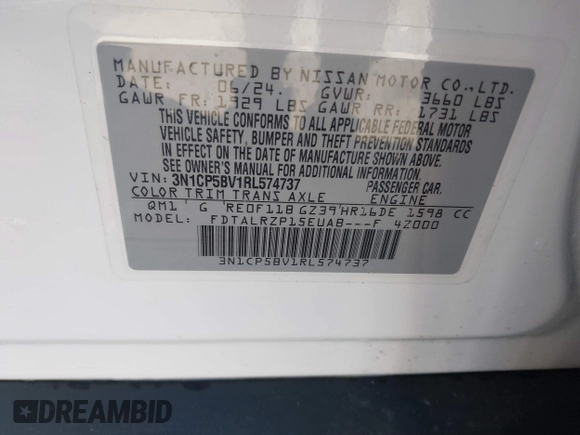 MANUFACTURED BY NISSAN MOTOR CO., LTD.
DATE: 06/24. GVWR: 3660 LBS
GAWR FR: 1929 LBS GAWR RR: 1731 LBS
THIS VEHICLE CONFORMS TO ALL APPLICABLE FEDERAL MOTOR
VEHICLE SAFETY, BUMPER AND THEFT PREVENTION STANDARDS
IN EFFECT ON THE DATE OF MANUFACTURE SHOWN ABOVE.
SEE OWNER'S MANUAL FOR ADDITIONAL INFORMATION.
VIN: 3N1CP5BV1RL574737 PASSENGER CAR.
COLOR TRIM TRANS AXLE ENGINE
QM1' G 'RE0F11B GZ39'HR16DE 1598 CC
MODEL: FDTALRZP15EUAB---F 4Z000
3N1CP5BV1RL574737
DREAMBID